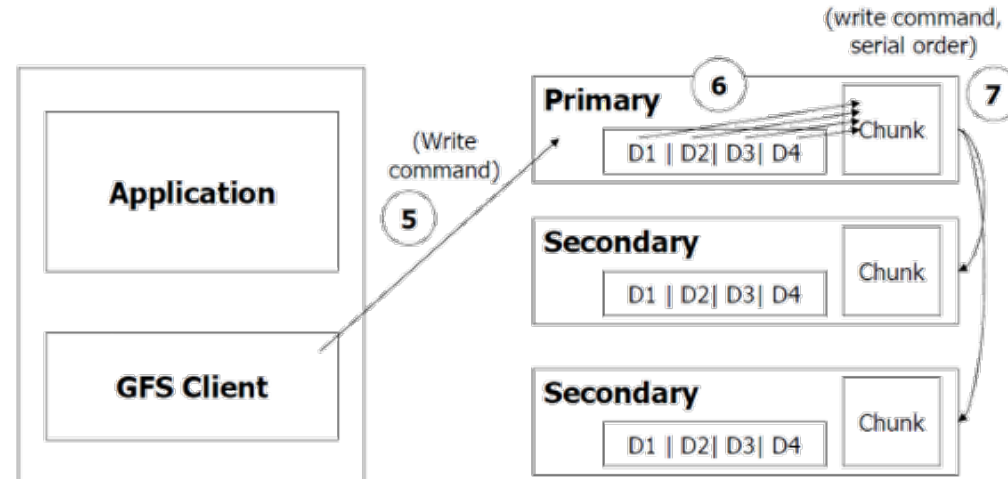 (write command,
serial order)
Primary
6
7
D1 | D2| D3| D4
Chunk
(Write
command)
5
Application
Secondary
D1 | D2| D3| D4
Chunk
GFS Client
Secondary
D1 | D2| D3| D4
Chunk